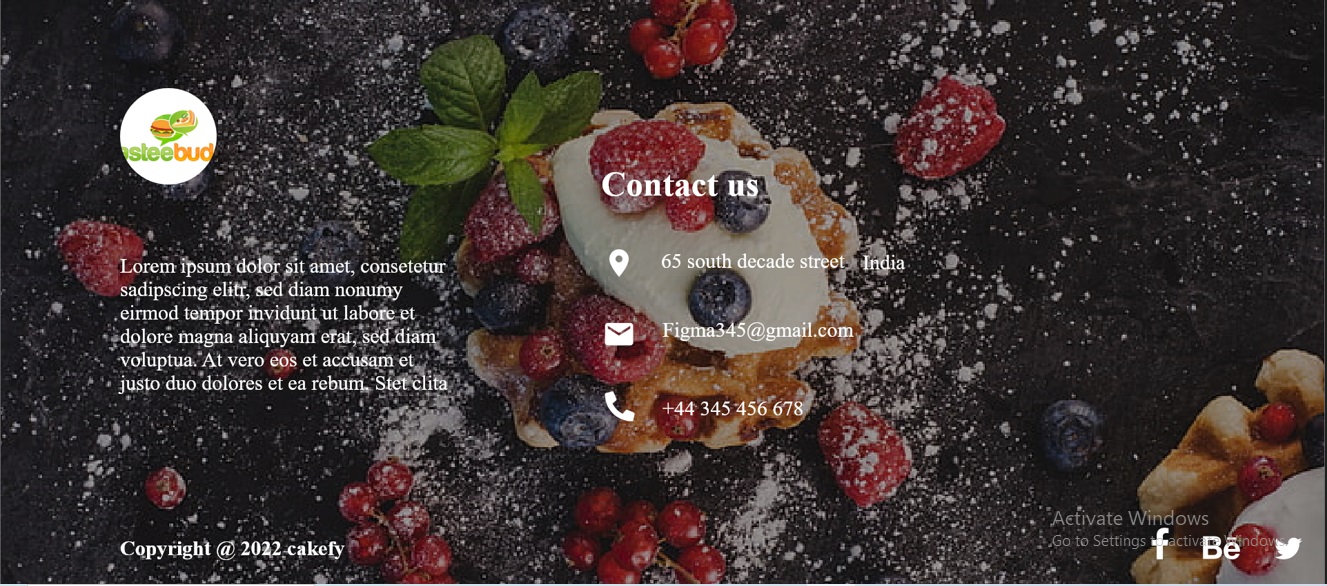 steebud
Lorem ipsum dolor sit amet, consetetur
sadipscing elitr, sed diam nonumy
eirmod tempor invidunt ut labore et
dolore magna aliquyam erat, sed diam
voluptua. At vero eos et accusam et
justo duo dolores et ea rebum. Stet clita
Copyright @ 2022 cakefy
Contact us
65 south decade street India
Figma345@gmail.com
+44 345 456 678
Activate Windows
Go to Settings to activate Windows
f Bē